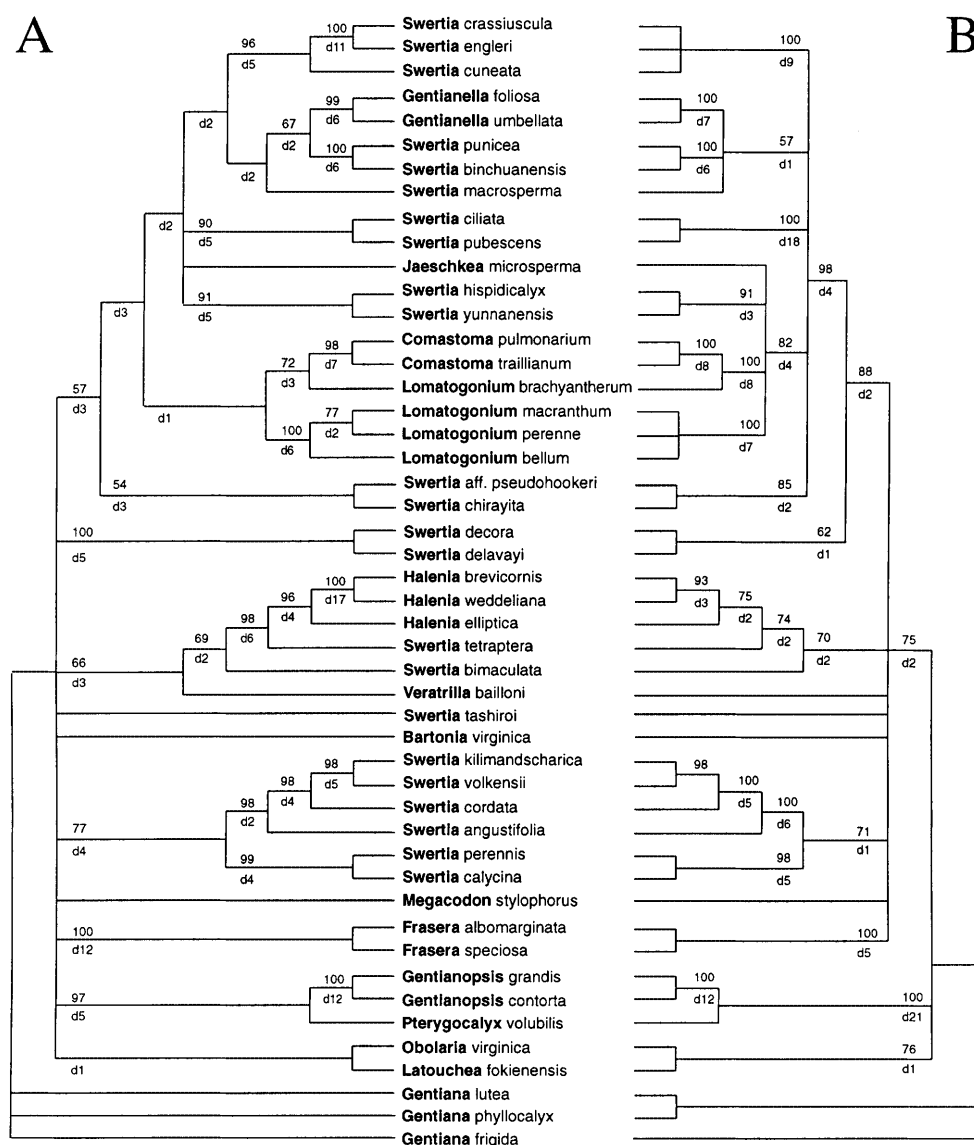 A
B
Swertia crassiuscula
Swertia engleri
Swertia cuneata
Gentianella foliosa
Gentianella umbellata
Swertia punicea
Swertia binchuanensis
Swertia macrosperma
Swertia ciliata
Swertia pubescens
Jaeschkea microsperma
Swertia hispidicalyx
Swertia yunnanensis
Comastoma pulmonarium
Comastoma traillianum
Lomatogonium brachyantherum
Lomatogonium macranthum
Lomatogonium perenne
Lomatogonium bellum
Swertia aff. pseudohookeri
Swertia chirayita
Swertia decora
Swertia delavayi
Halenia brevicornis
Halenia weddeliana
Halenia elliptica
Swertia tetraptera
Swertia bimaculata
Veratrilla bailloni
Swertia tashiroi
Bartonia virginica
Swertia kilimandscharica
Swertia volkensii
Swertia cordata
Swertia angustifolia
Swertia perennis
Swertia calycina
Megacodon stylophorus
Frasera albomarginata
Frasera speciosa
Gentianopsis grandis
Gentianopsis contorta
Pterygocalyx volubilis
Obolaria virginica
Latouchea fokienensis
Gentiana lutea
Gentiana phyllocalyx
Gentiana frigida
100
d11
96
d5
99
d6
67
d2
100
d6
d2
d2
d2
90
d5
91
d5
d3
98
d7
72
d3
77
d2
100
d6
d1
57
d3
54
d3
100
d5
100
d17
96
d4
98
d6
69
d2
66
d3
98
d5
98
d4
98
d2
99
d4
77
d4
100
d12
100
d12
97
d5
d1
100
d9
100
d7
100
d6
57
d1
100
d18
98
d4
91
d3
100
d8
100
d8
82
d4
100
d7
88
d2
85
d2
62
d1
93
d3
75
d2
74
d2
70
d2
75
d2
98
100
d5
100
d6
98
d5
71
d1
100
d5
100
d12
100
d21
76
d1